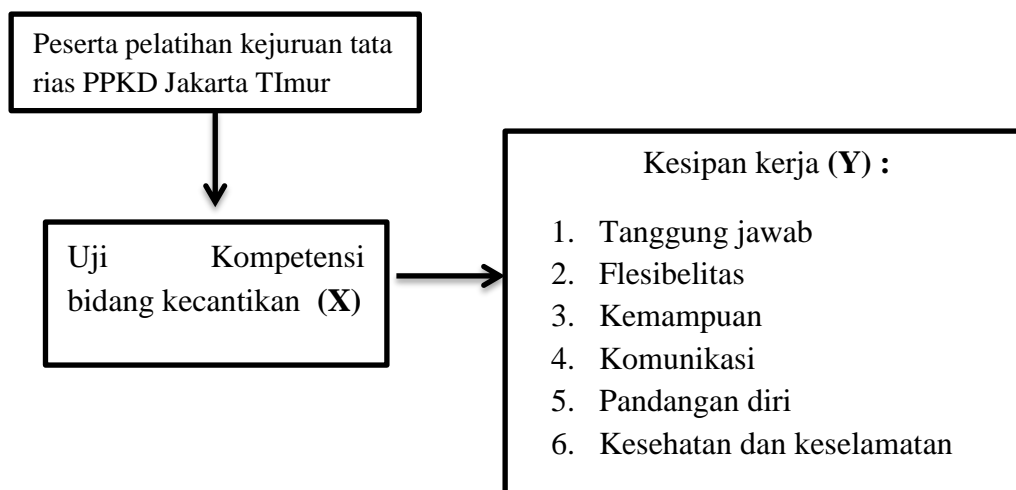 Peserta pelatihan kejuruan tata
rias PPKD Jakarta TImur
Uji Kompetensi
bidang kecantikan (X)
Kesipan kerja (Y) :
1. Tanggung jawab
2. Flesibelitas
3. Kemampuan
4. Komunikasi
5. Pandangan diri
6. Kesehatan dan keselamatan